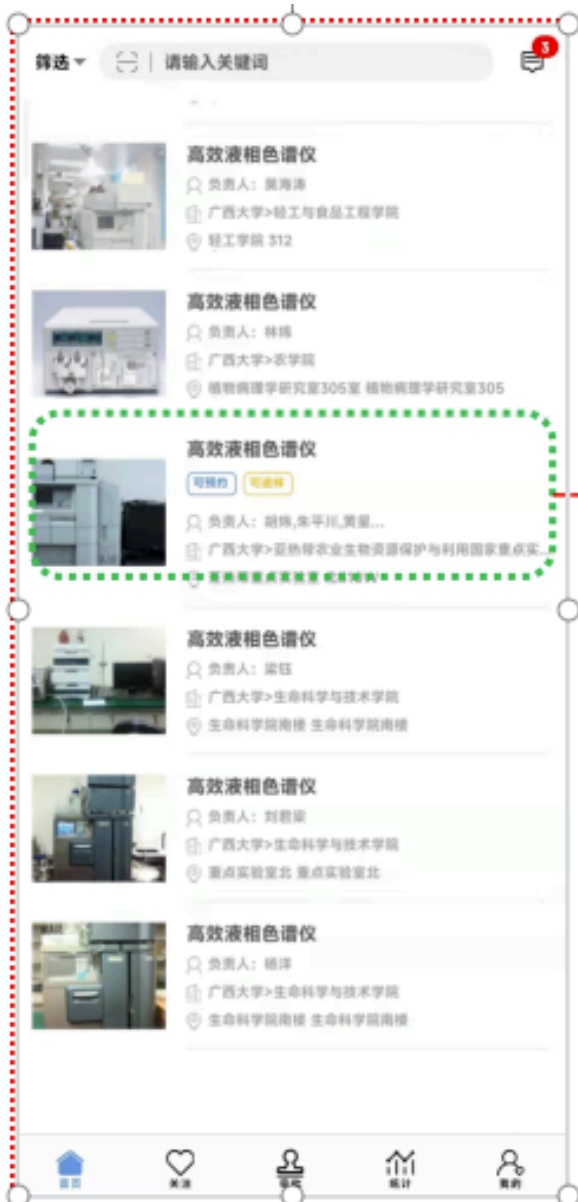 筛选
请输入关键词
3
高效液相色谱仪
负责人：莫海涛
广西大学>轻工与食品工程学院
轻工学院 312
高效液相色谱仪
负责人：林纬
广西大学>农学院
植物病理学研究室305室 植物病理学研究室305
高效液相色谱仪
可预约 可送样
负责人：胡炜,朱平川,黄星...
广西大学>亚热带农业生物资源保护与利用国家重点实...
高效液相色谱仪
负责人：梁钰
广西大学>生命科学与技术学院
生命科学院南楼 生命科学院南楼
高效液相色谱仪
负责人：刘君梁
广西大学>生命科学与技术学院
重点实验室北 重点实验室北
高效液相色谱仪
负责人：杨洋
广西大学>生命科学与技术学院
生命科学院南楼 生命科学院南楼
首页 关注 统计 我的